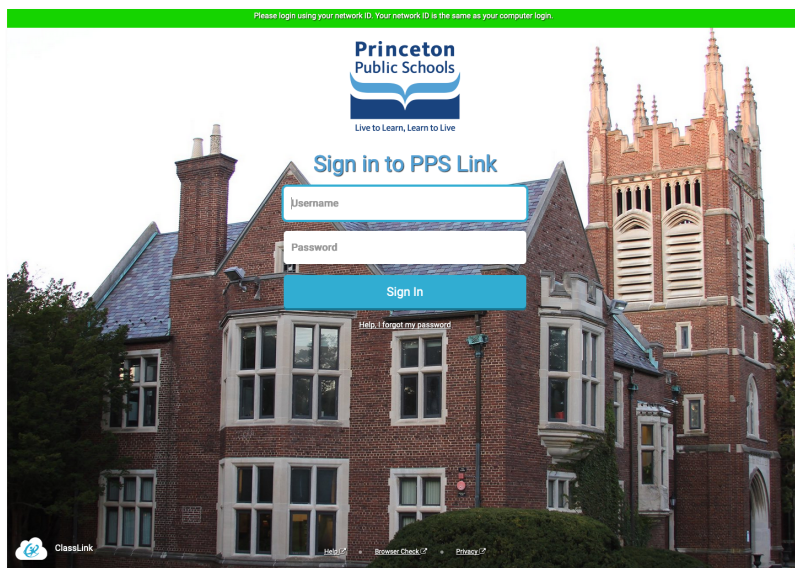 Please login using your network ID. Your network ID is the same as your computer login.
Princeton
Public Schools
Live to Learn, Learn to Live
Sign in to PPS Link
Username
Password
Sign In
Help, I forgot my password
ClassLink
Help
Browser Check
Privacy